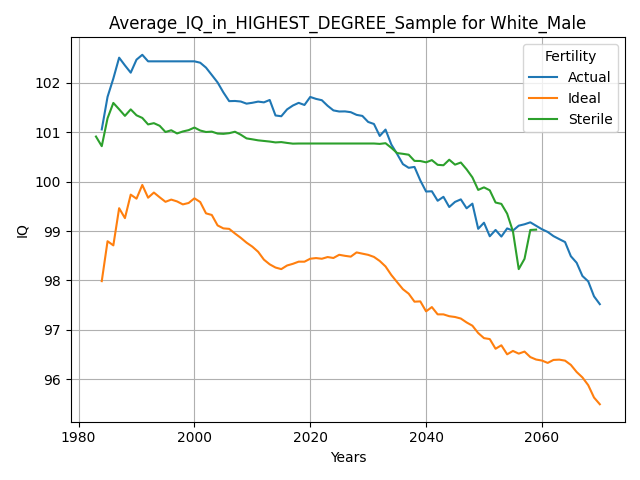 Average_IQ_in_HIGHEST_DEGREE_Sample for White_Male
Fertility
Actual
Ideal
Sterile
IQ
102
101
100
99
98
97
96
1980
2000
2020
2040
2060
Years